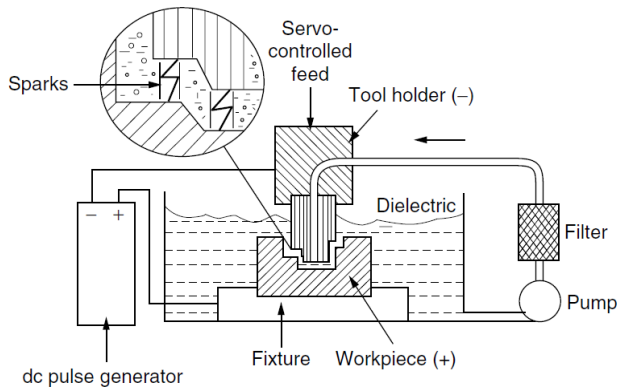 Servo-
controlled
feed
Sparks
Tool holder (–)
Dielectric
– +
Filter
Pump
Fixture
Workpiece (+)
dc pulse generator